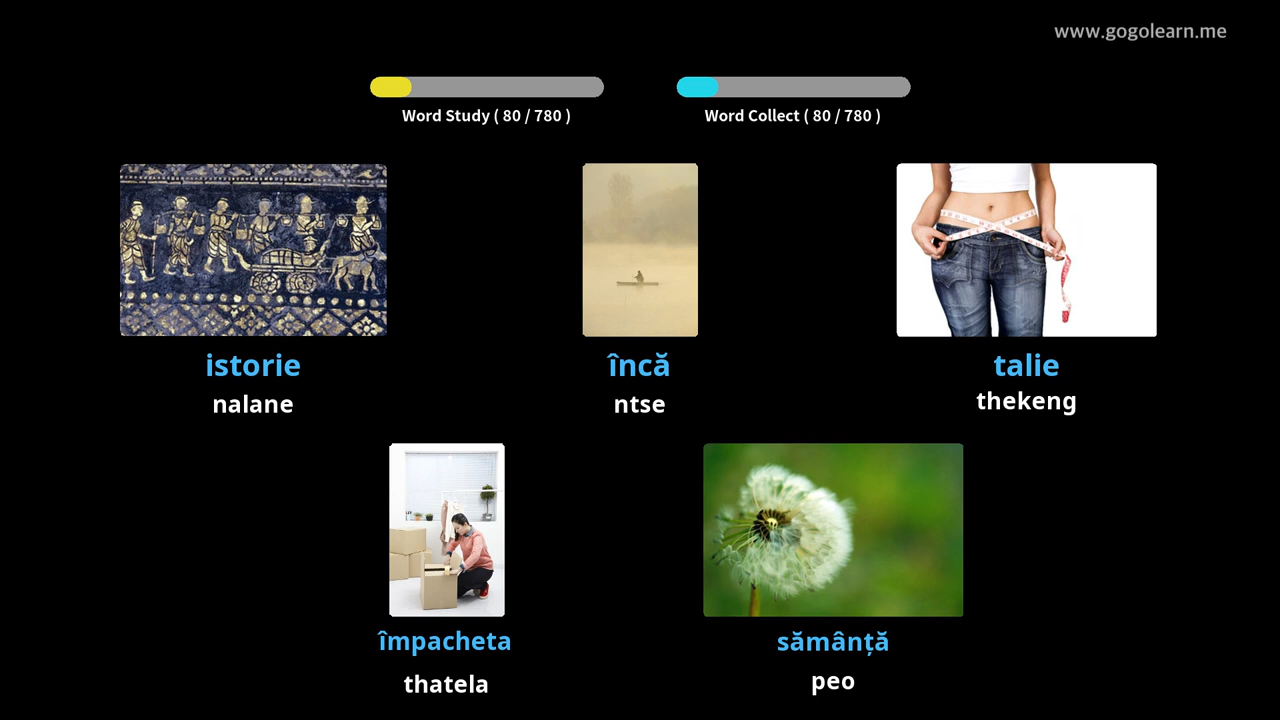 www.gogolearn.me
Word Study ( 80 / 780 )
Word Collect ( 80 / 780 )
istorie
nalane
încă
ntse
talie
thekeng
împacheta
thatela
sămânță
peo